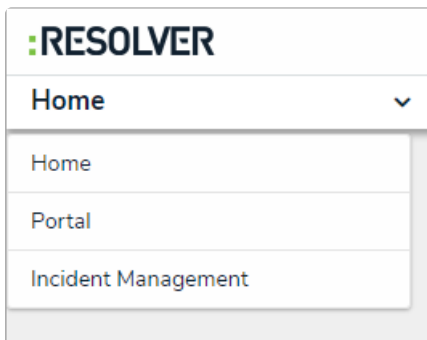 :RESOLVER
Home
Home
Portal
Incident Management